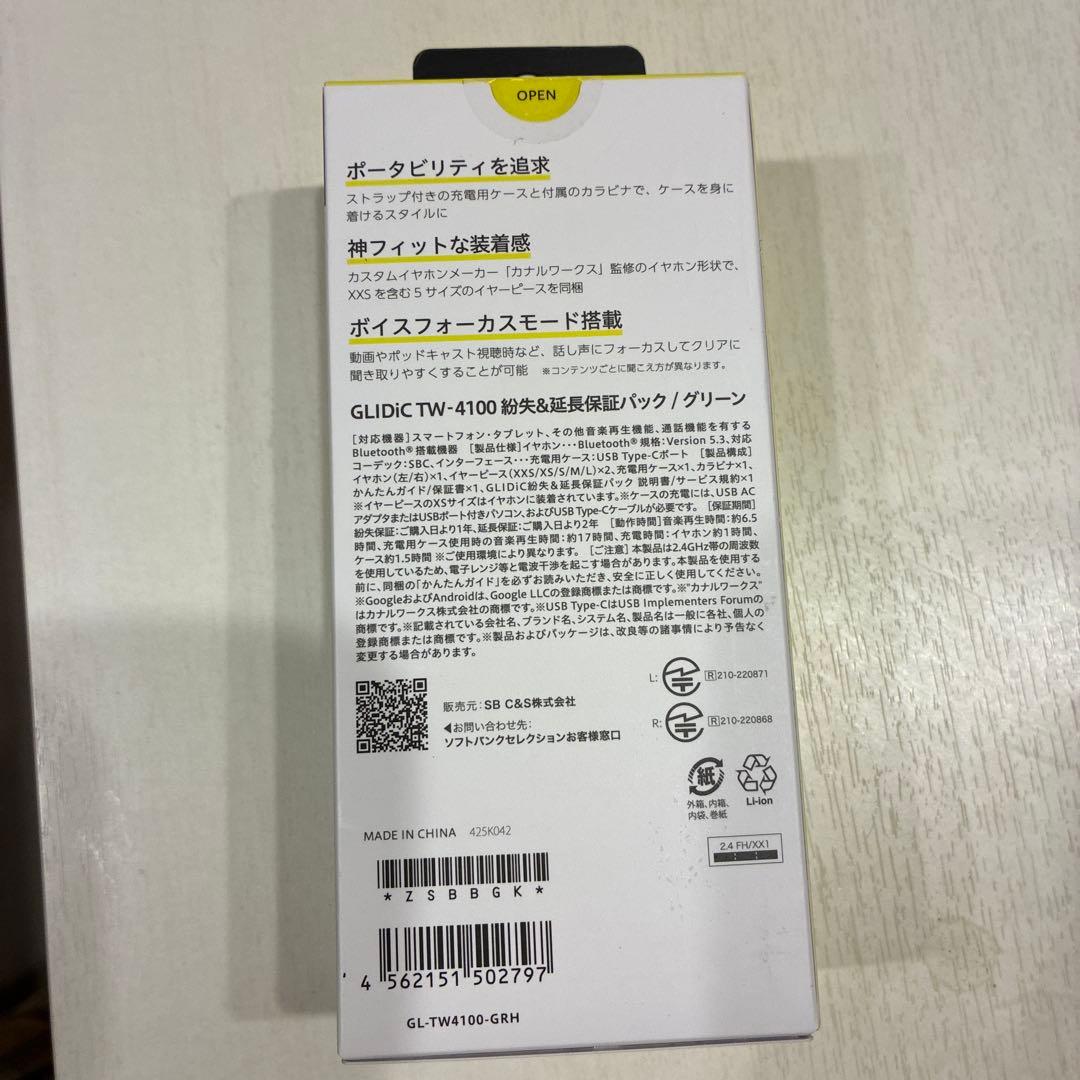 OPEN
ポータビリティを追求
ストラップ付きの充電用ケースと付属のカラビナで、ケースを身に
着けるスタイルに
神フィットな装着感
カスタムイヤホンメーカー「カナルワークス」監修のイヤホン形状で、
XXSを含む5サイズのイヤーピースを同梱
ボイスフォーカスモード搭載
動画やポッドキャスト視聴時など、話し声にフォーカスしてクリアに
聞き取りやすくすることが可能 ※コンテンツごとに聞こえ方が異なります。
GLIDiC TW-4100 紛失&延長保証パック / グリーン
[対応機器]スマートフォン・タブレット、その他音楽再生機能、通話機能を有する
Bluetooth®搭載機器 [製品仕様]イヤホン・・・Bluetooth®規格:Version 5.3、対応
コーデック:SBC、インターフェース・・・充電用ケース:USB Type-Cポート [製品構成]
イヤホン(左/右)×1、イヤーピース(XXS/XS/S/M/L)×2、充電用ケース×1、カラビナ×1、
かんたんガイド/保証書×1、GLIDiC紛失&延長保証パック 説明書/サービス規約×1
※イヤーピースのXSサイズはイヤホンに装着されています。※ケースの充電には、USB AC
アダプタまたはUSBポート付きパソコン、およびUSB Type-Cケーブルが必要です。 [保証期間]
紛失保証:ご購入日より1年、延長保証:ご購入日より2年 [動作時間]音楽再生時間:約6.5
時間、充電用ケース使用時の音楽再生時間:約17時間、充電時間:イヤホン約1時間、
ケース約1.5時間 ※ご使用環境により異なります。 [ご注意]本製品は2.4GHz帯の周波数
を使用しているため、電子レンジ等と電波干渉を起こす場合があります。本製品を使用する
前に、同梱の「かんたんガイド」を必ずお読みいただき、安全に正しく使用してください。
※GoogleおよびAndroidは、Google LLCの登録商標または商標です。※"カナルワークス"
はカナルワークス株式会社の商標です。※USB Type-CはUSB Implementers Forumの
商標です。※記載されている会社名、ブランド名、システム名、製品名は一般に各社、個人の
登録商標または商標です。※製品およびパッケージは、改良等の諸事情により予告なく
変更する場合があります。
販売元:SB C&S株式会社
◀お問い合わせ先:
ソフトバンクセレクションお客様窓口
L: R 210-220871
R: R 210-220868
紙
外箱、内箱、
内袋、巻紙
Li-ion
MADE IN CHINA 425K042
2.4 FH/XX1
*ZSBBGK*
4 562151 502797
GL-TW4100-GRH